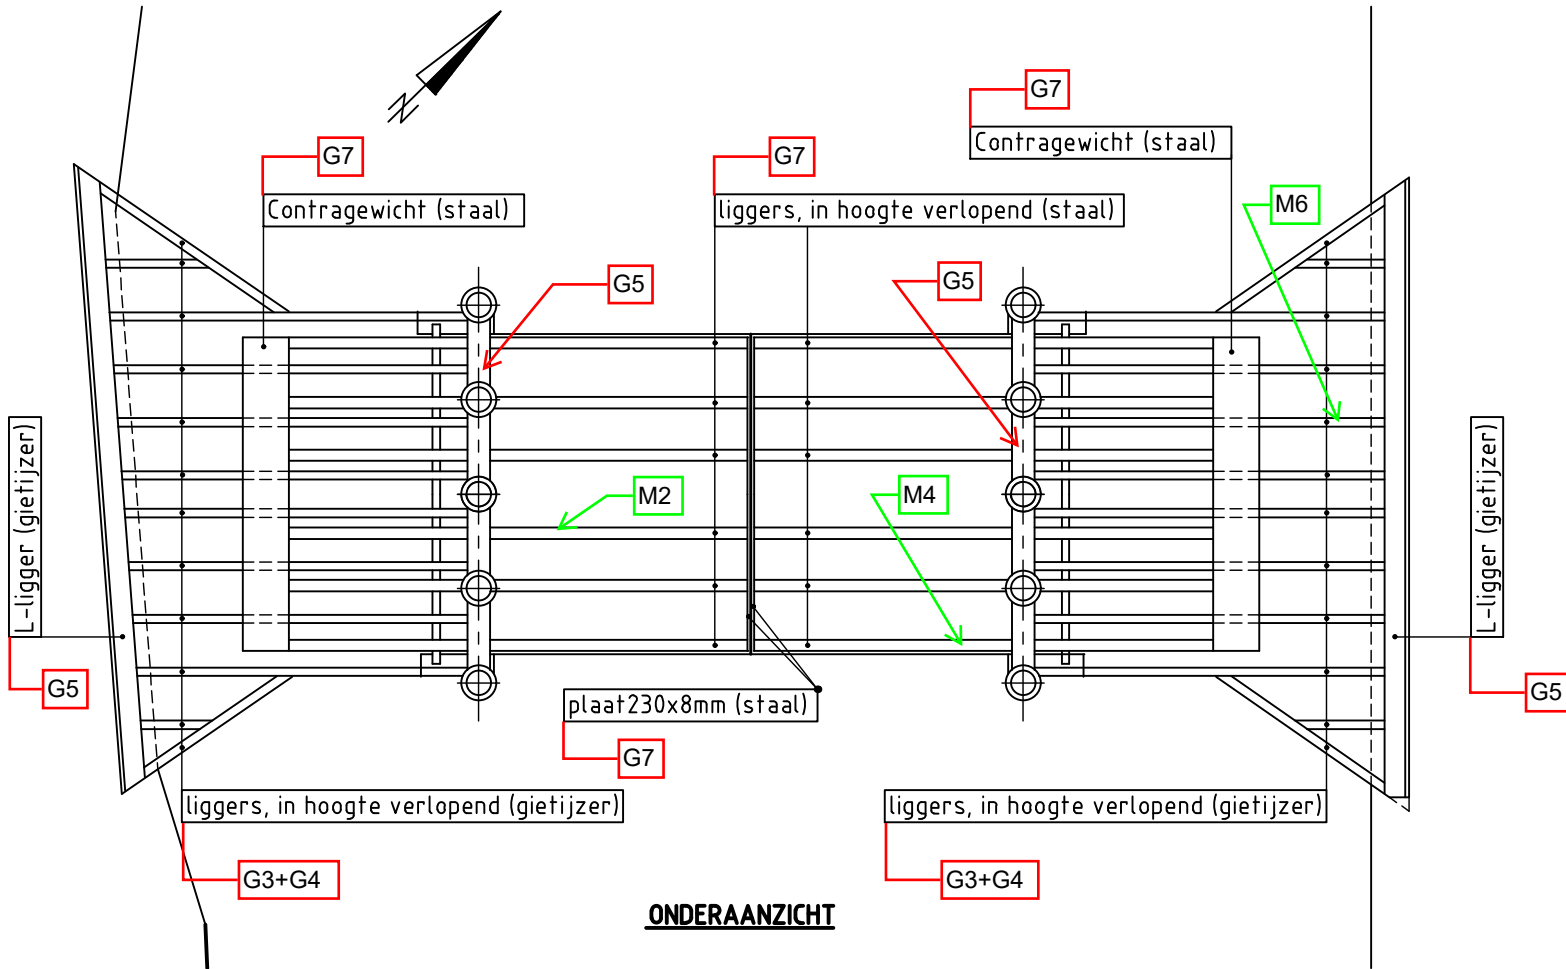 G7
Contragewicht (staal)
G7
Contragewicht (staal)
G7
liggers, in hoogte verlopend (staal)
M6
N
G5
G5
L-ligger (gietijzer)
G5
M2
M4
L-ligger (gietijzer)
G5
plaat230x8mm (staal)
G7
liggers, in hoogte verlopend (gietijzer)
G3+G4
liggers, in hoogte verlopend (gietijzer)
G3+G4
ONDERAANZICHT